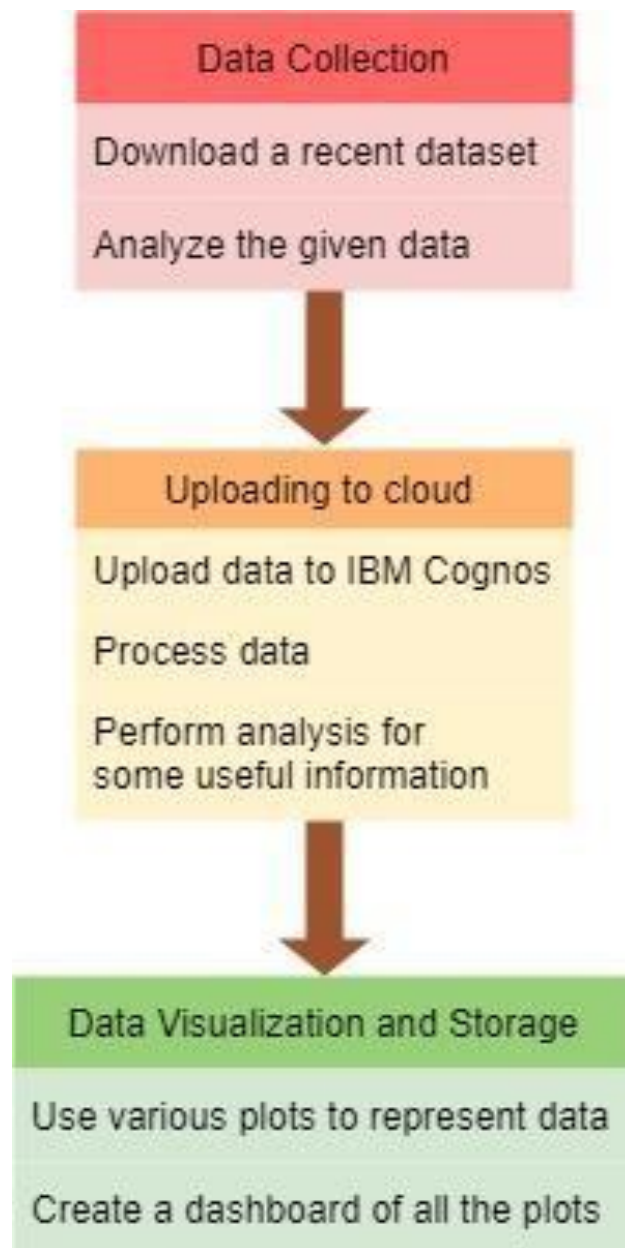 Data Collection
Download a recent dataset
Analyze the given data
Uploading to cloud
Upload data to IBM Cognos
Process data
Perform analysis for
some useful information
Data Visualization and Storage
Use various plots to represent data
Create a dashboard of all the plots